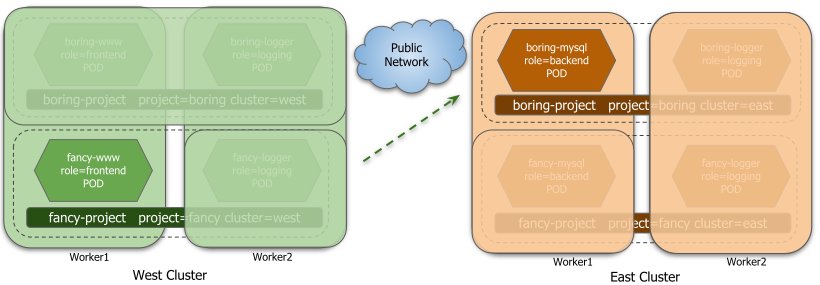 boring-www
role=frontend
POD
boring-logger
role=logging
POD
boring-project project=boring cluster=west
fancy-www
role=frontend
POD
fancy-logger
role=logging
POD
fancy-project project=fancy cluster=west
Worker1
Worker2
West Cluster
Public
Network
boring-mysql
role=backend
POD
boring-logger
role=logging
POD
boring-project project=boring cluster=east
fancy-mysql
role=backend
POD
fancy-logger
role=logging
POD
fancy-project project=fancy cluster=east
Worker1
Worker2
East Cluster